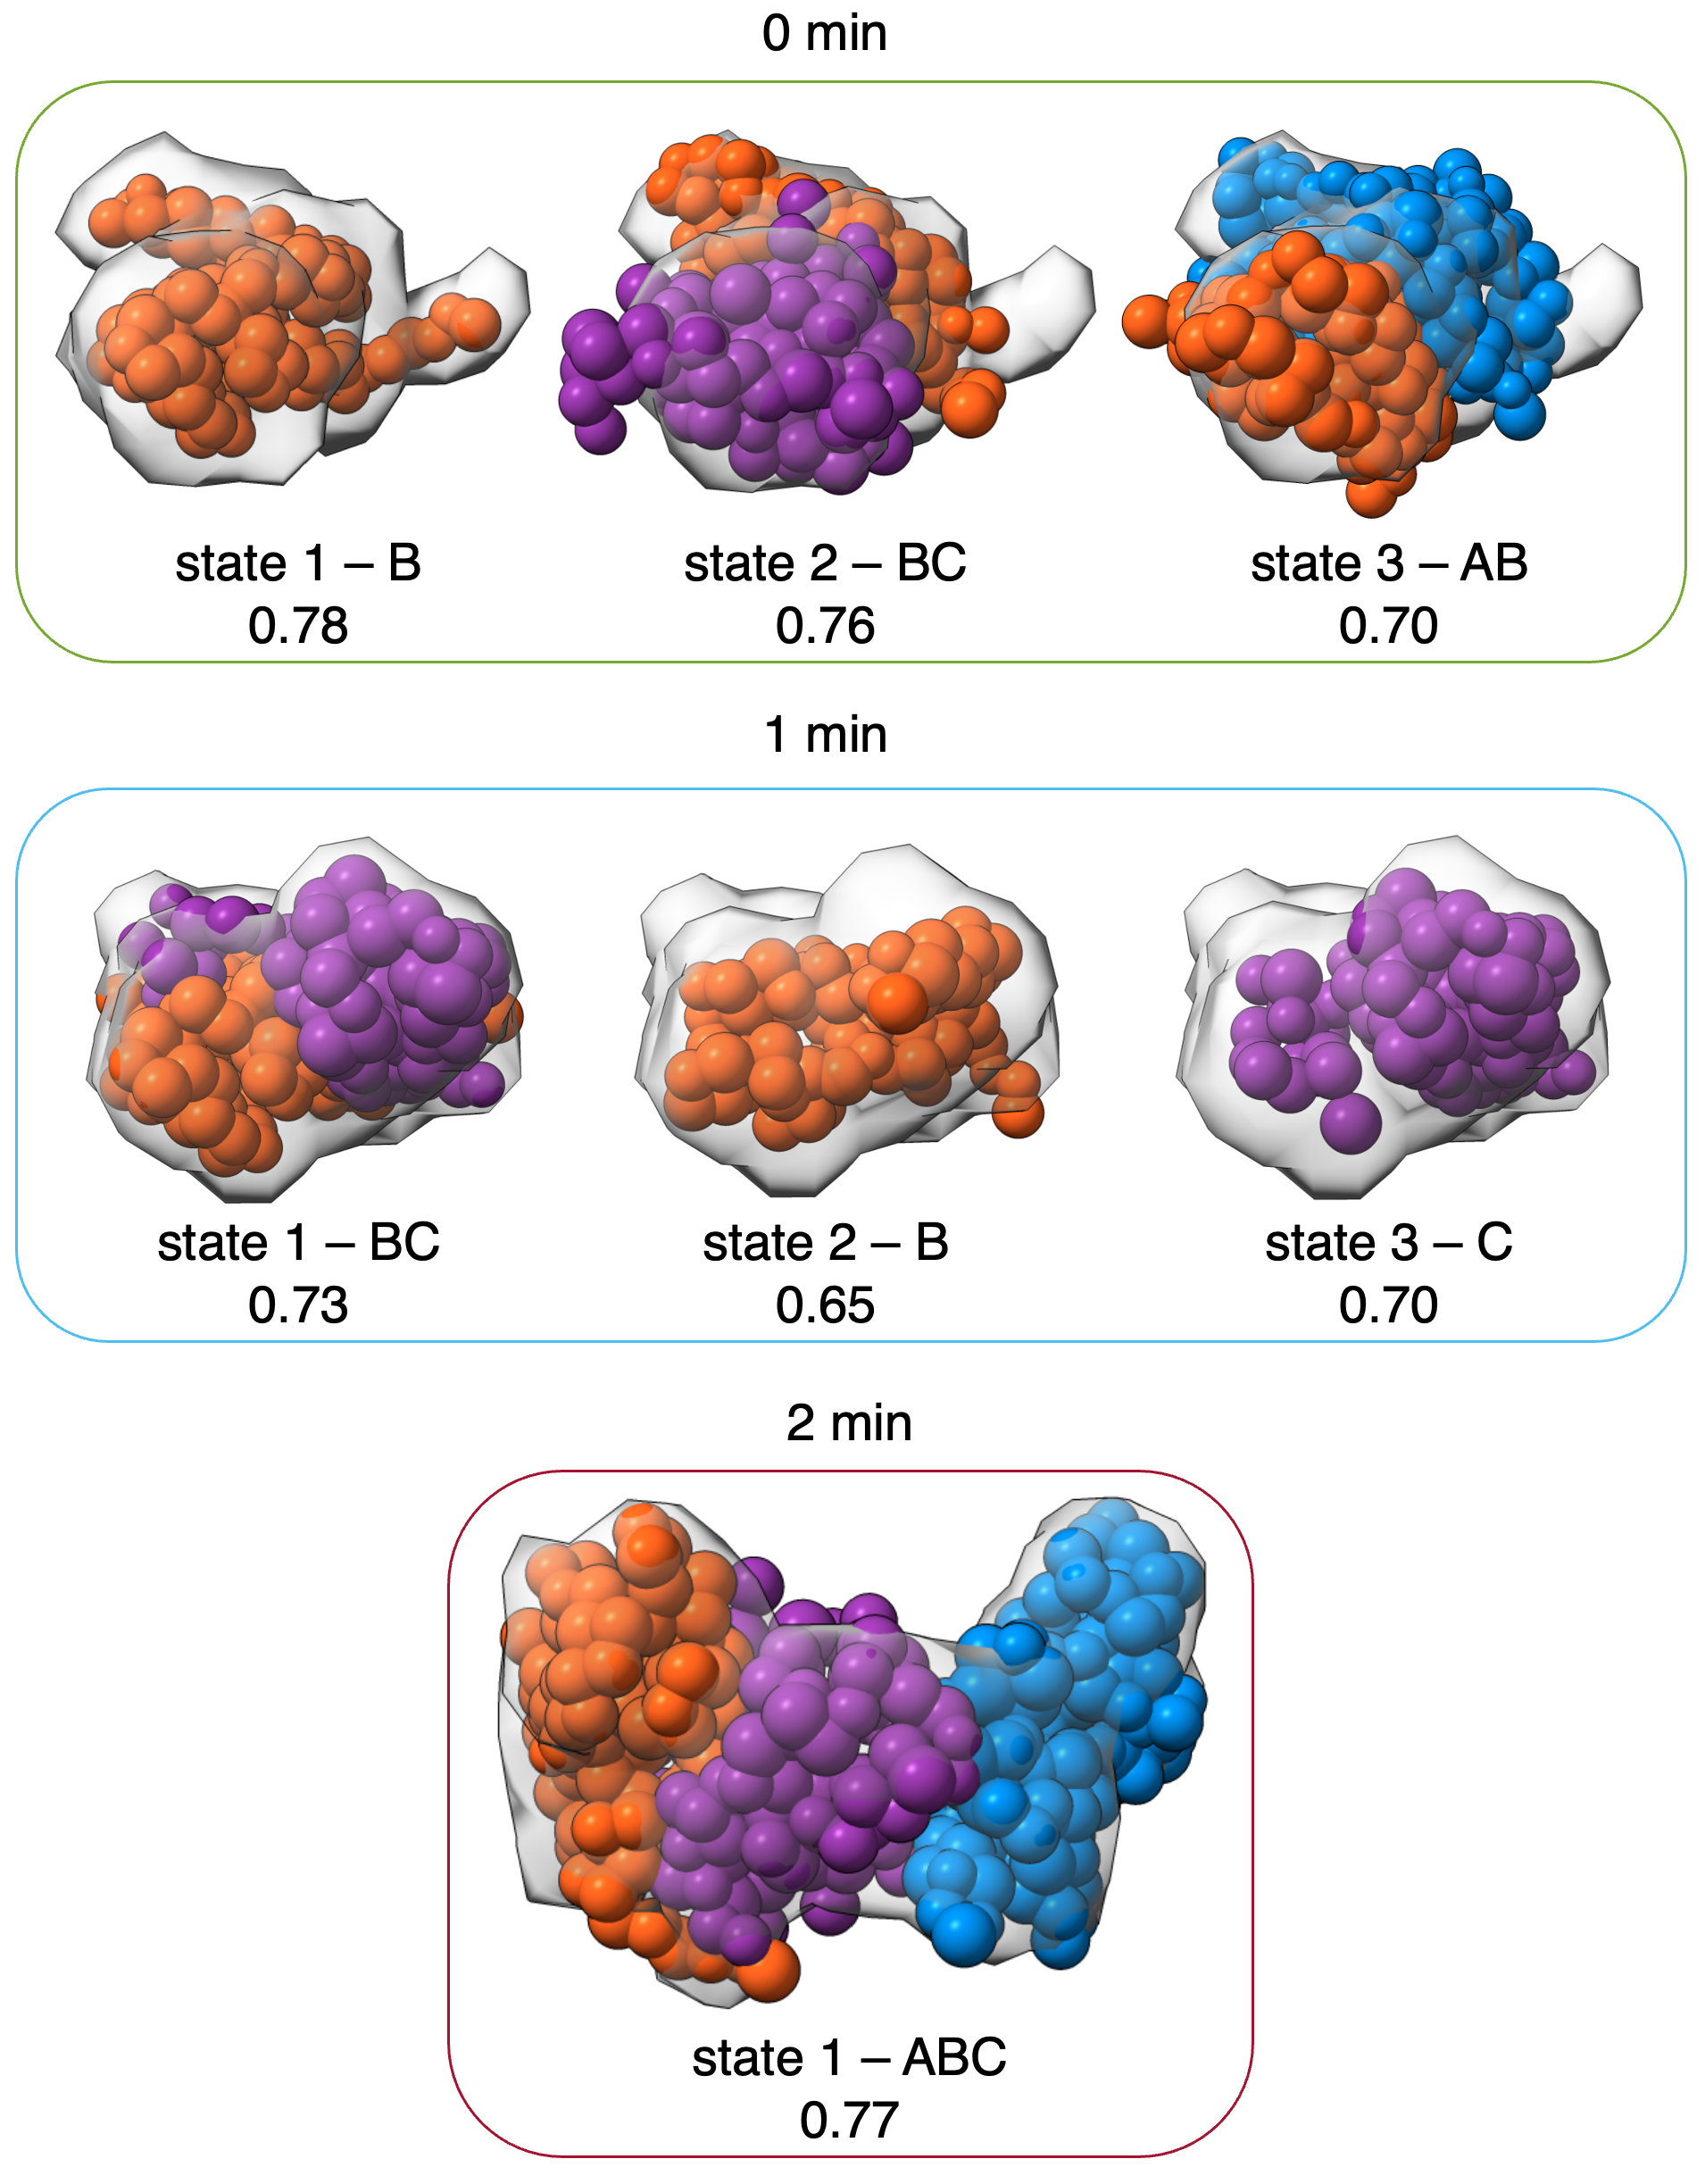 0 min
state 1 – B
0.78
state 2 – BC
0.76
state 3 – AB
0.70
1 min
state 1 – BC
0.73
state 2 – B
0.65
state 3 – C
0.70
2 min
state 1 – ABC
0.77